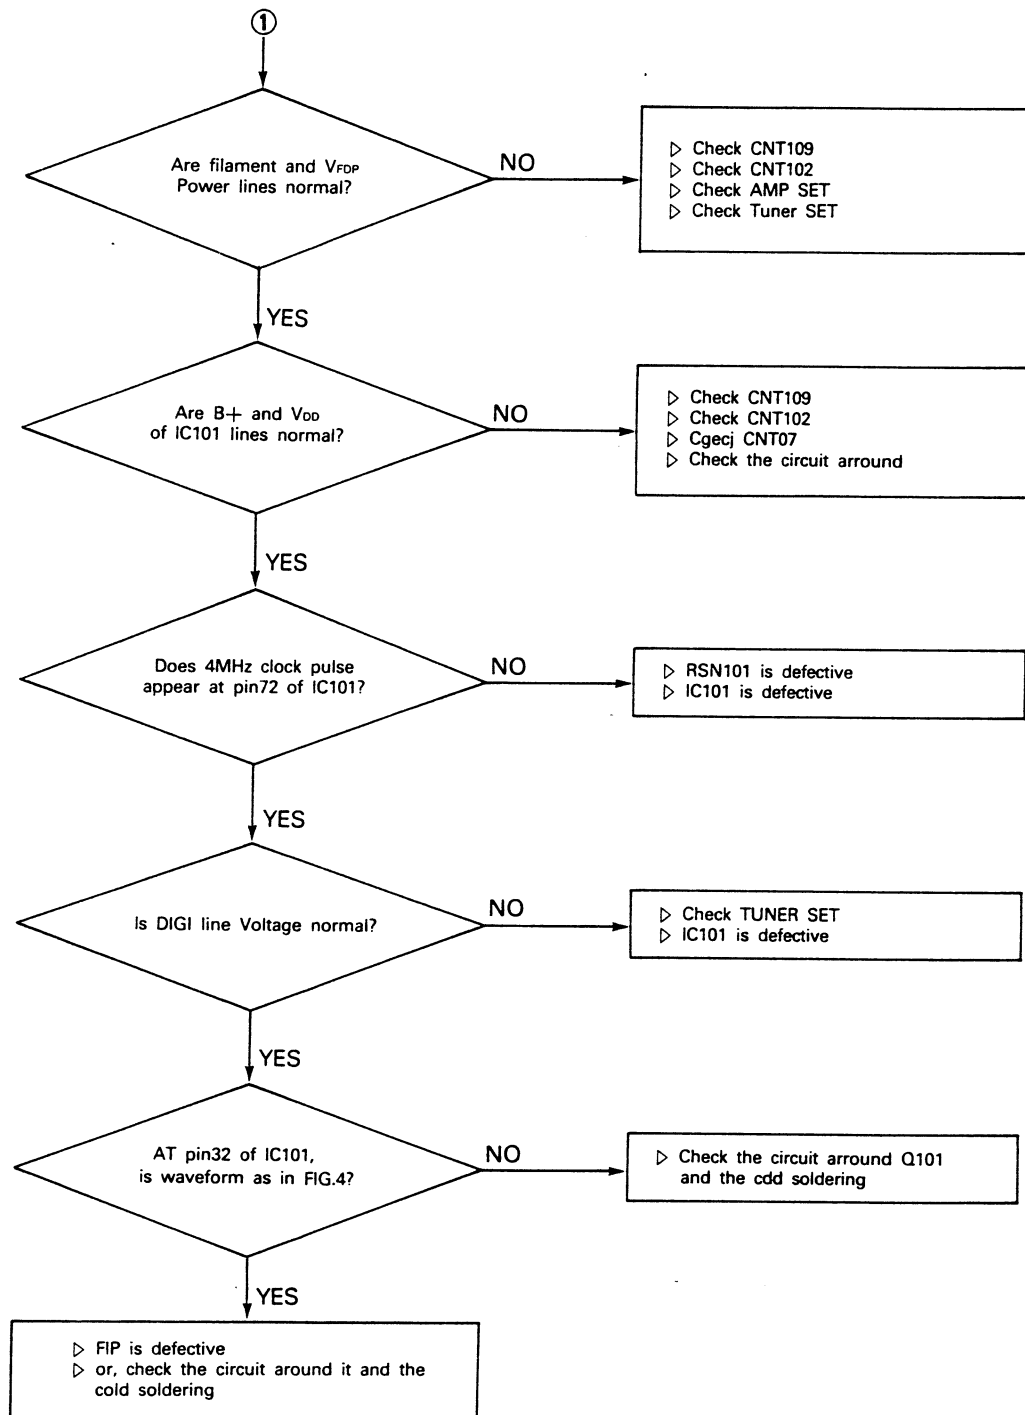 ①
Are filament and VFDP
Power lines normal?
NO
▷ Check CNT109
▷ Check CNT102
▷ Check AMP SET
▷ Check Tuner SET
YES
Are B+ and VDD
of IC101 lines normal?
NO
▷ Check CNT109
▷ Check CNT102
▷ Cgecj CNT07
▷ Check the circuit arround
YES
Does 4MHz clock pulse
appear at pin72 of IC101?
NO
▷ RSN101 is defective
▷ IC101 is defective
YES
Is DIGI line Voltage normal?
NO
▷ Check TUNER SET
▷ IC101 is defective
YES
AT pin32 of IC101,
is waveform as in FIG.4?
NO
▷ Check the circuit arround Q101
and the cdd soldering
YES
▷ FIP is defective
▷ or, check the circuit around it and the
cold soldering